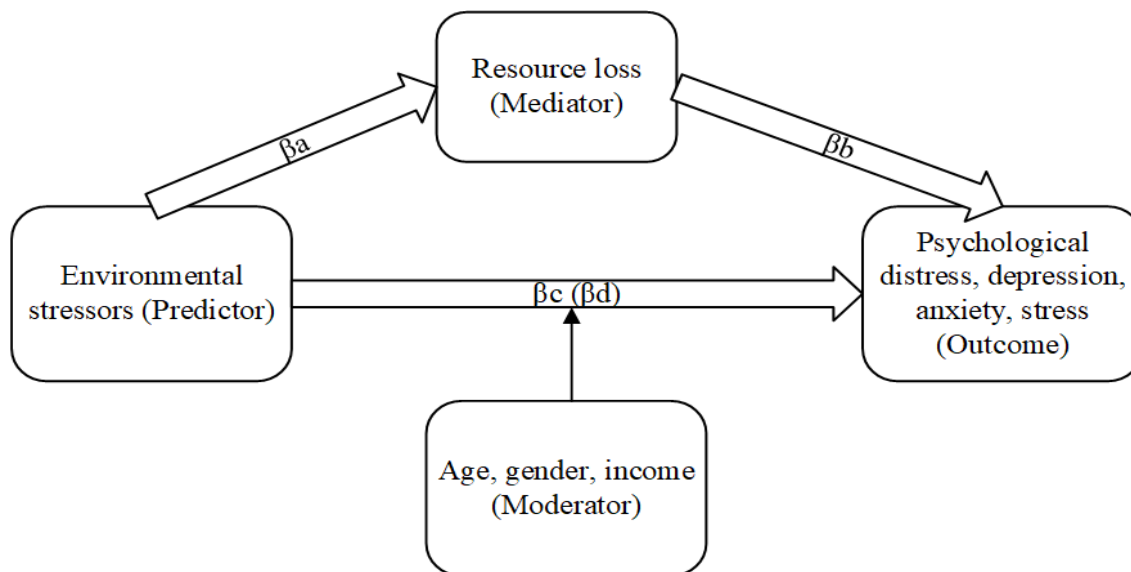 Resource loss
(Mediator)
βa
βb
Environmental
stressors (Predictor)
βc (βd)
Psychological
distress, depression,
anxiety, stress
(Outcome)
Age, gender, income
(Moderator)